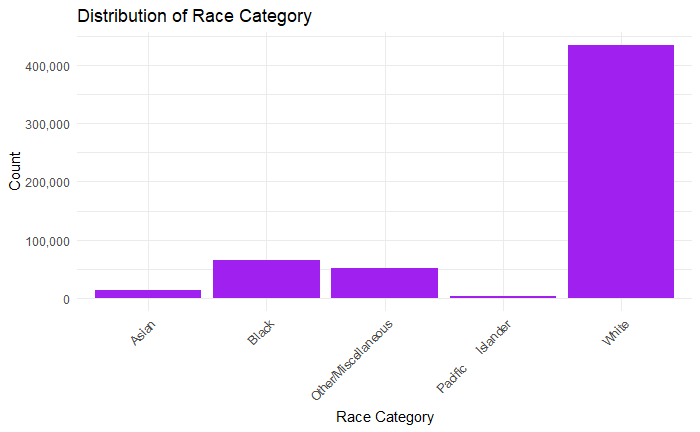 Distribution of Race Category
Count
400,000
300,000
200,000
100,000
0
Asian
Black
Other/Miscellaneous
Pacific Islander
White
Race Category